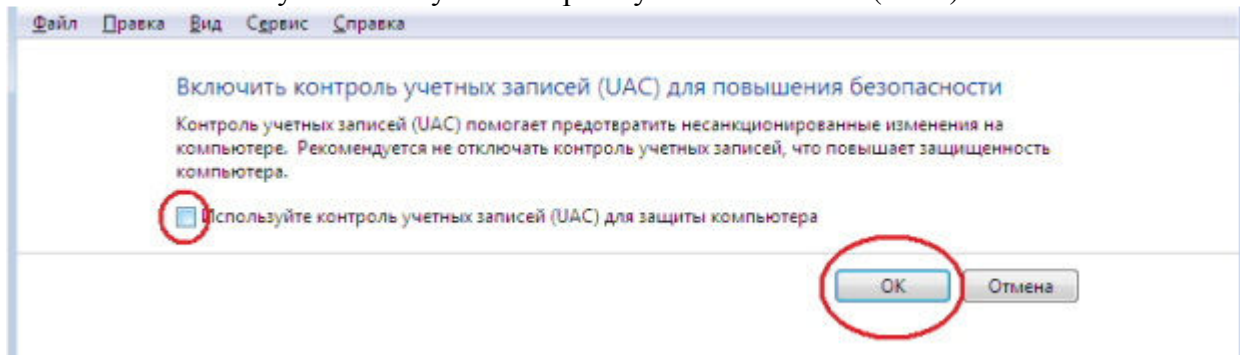 Файл Правка Вид Сервис Справка
Включить контроль учетных записей (UAC) для повышения безопасности
Контроль учетных записей (UAC) помогает предотвратить несанкционированные изменения на
компьютере. Рекомендуется не отключать контроль учетных записей, что повышает защищенность
компьютера.
Используйте контроль учетных записей (UAC) для защиты компьютера
ОК Отмена